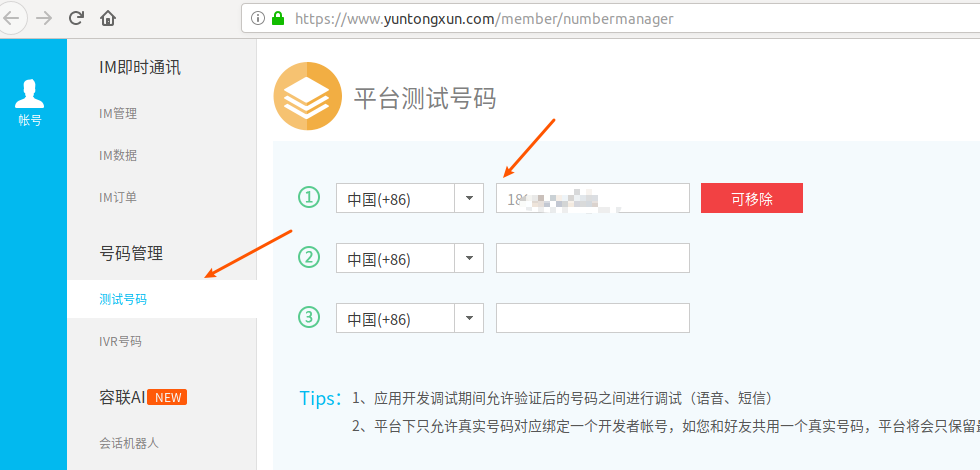 https://www.yuntongxun.com/member/numbermanager
帐号
IM即时通讯
IM管理
IM数据
IM订单
号码管理
测试号码
IVR号码
容联AI NEW
会话机器人
平台测试号码
1 中国(+86) 18 可移除
2 中国(+86)
3 中国(+86)
Tips： 1、应用开发调试期间允许验证后的号码之间进行调试（语音、短信）
2、平台下只允许真实号码对应绑定一个开发者帐号，如您和好友共用一个真实号码，平台将会只保留